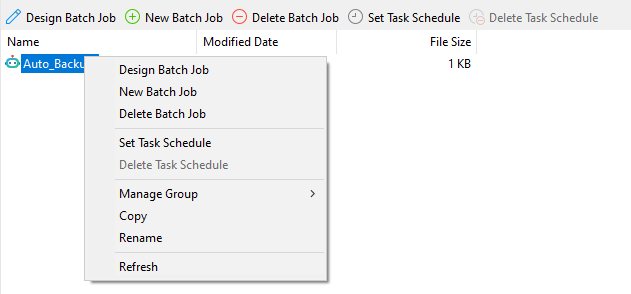 Design Batch Job New Batch Job Delete Batch Job Set Task Schedule Delete Task Schedule
Name Modified Date File Size
1 KB
Design Batch Job
New Batch Job
Delete Batch Job
Set Task Schedule
Delete Task Schedule
Manage Group
Copy
Rename
Refresh